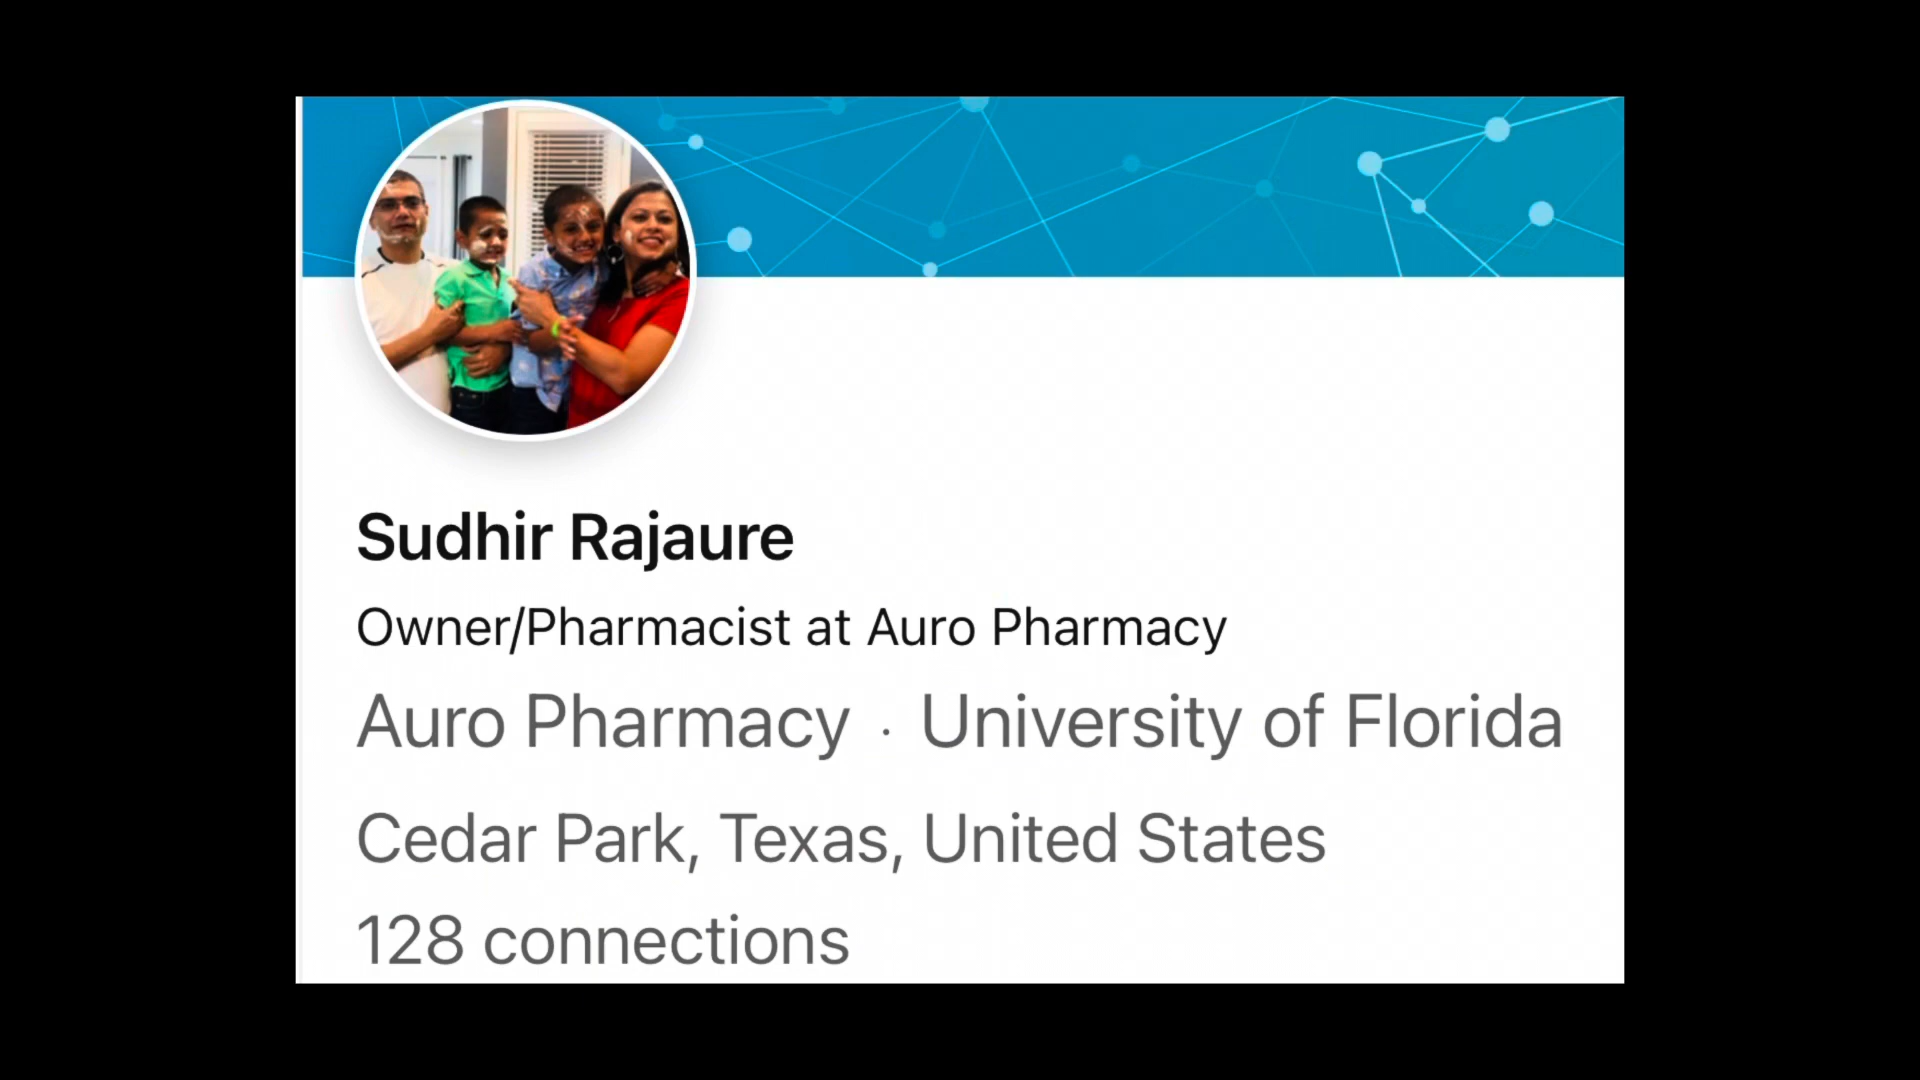 Sudhir Rajaure
Owner/Pharmacist at Auro Pharmacy
Auro Pharmacy · University of Florida
Cedar Park, Texas, United States
128 connections